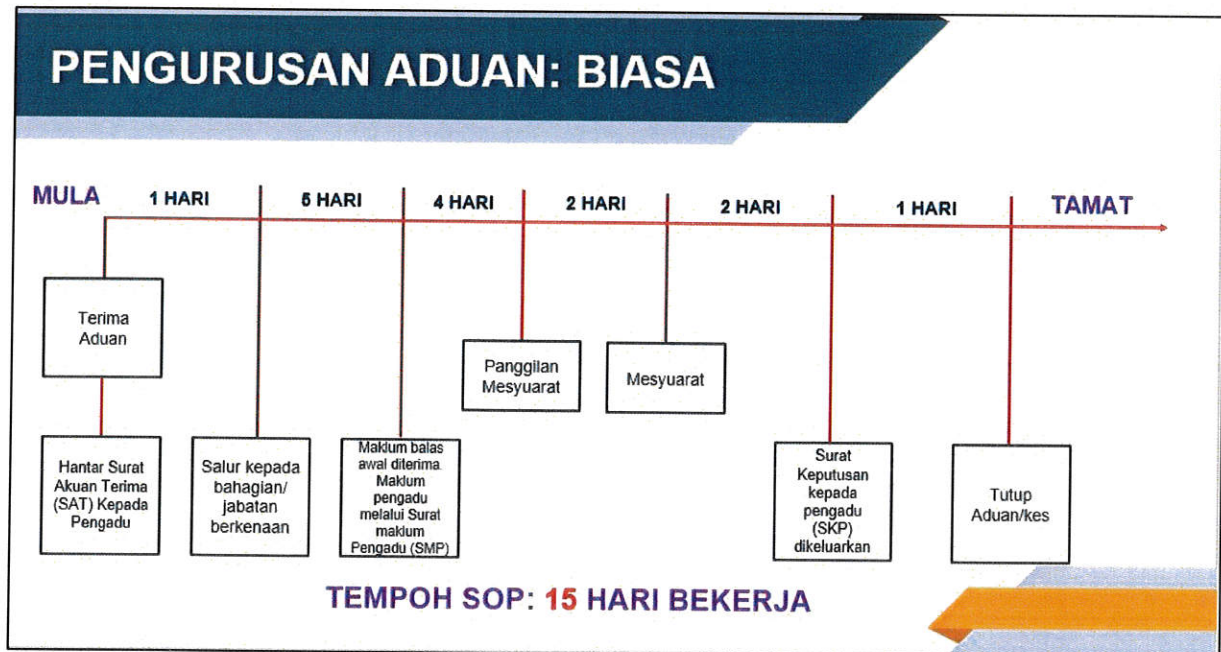 PENGURUSAN ADUAN: BIASA
MULA
1 HARI
5 HARI
4 HARI
2 HARI
2 HARI
1 HARI
TAMAT
Terima
Aduan
Panggilan
Mesyuarat
Mesyuarat
Hantar Surat
Akuan Terima
(SAT) Kepada
Pengadu
Salur kepada
bahagian/
jabatan
berkenaan
Maklum balas
awal diterima.
Maklum
pengadu
melalui Surat
maklum
Pengadu (SMP)
Surat
Keputusan
kepada
pengadu
(SKP)
dikeluarkan
Tutup
Aduan/kes
TEMPOH SOP: 15 HARI BEKERJA